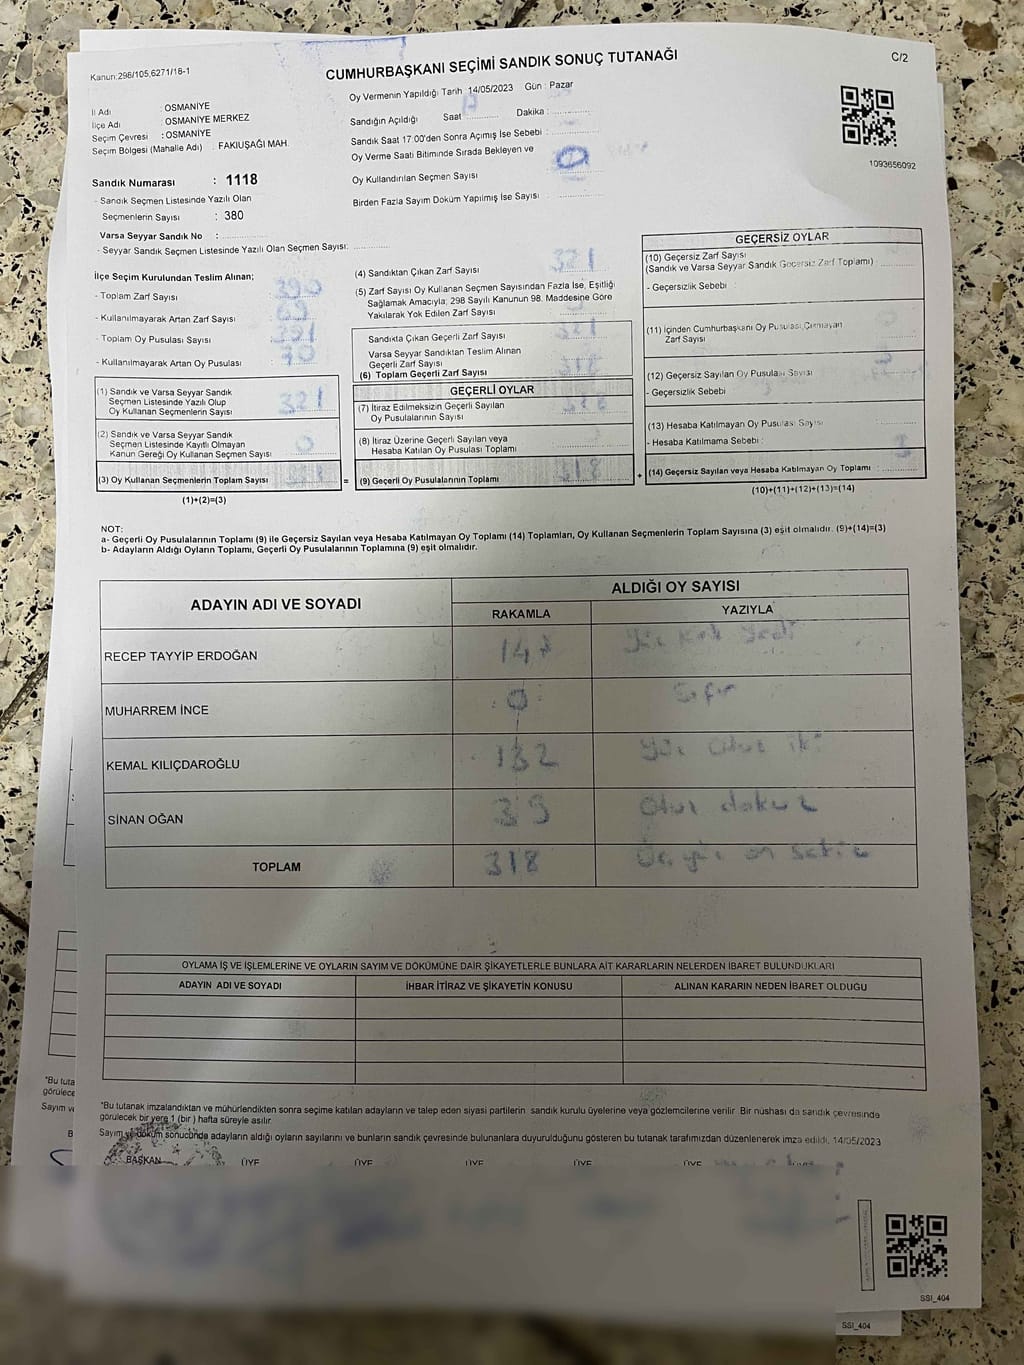 Kanun:298/105,6271/18-1
CUMHURBAŞKANI SEÇİMİ SANDIK SONUÇ TUTANAĞI
C/2
İl Adı : OSMANİYE
İlçe Adı : OSMANİYE MERKEZ
Seçim Çevresi : OSMANİYE
Seçim Bölgesi (Mahalle Adı) : FAKIUŞAĞI MAH.
Sandık Numarası : 1118
- Sandık Seçmen Listesinde Yazılı Olan
Seçmenlerin Sayısı : 380
Varsa Seyyar Sandık No :
- Seyyar Sandık Seçmen Listesinde Yazılı Olan Seçmen Sayısı:
Oy Vermenin Yapıldığı Tarih 14/05/2023 Gün : Pazar
Sandığın Açıldığı Saat Dakika :
Sandık Saat 17:00'den Sonra Açımış İse Sebebi :
Oy Verme Saati Bitiminde Sırada Bekleyen ve
Oy Kullandırılan Seçmen Sayısı 0
Birden Fazla Sayım Döküm Yapılmış İse Sayısı
1093656092
İlçe Seçim Kurulundan Teslim Alınan;
- Toplam Zarf Sayısı 390
- Kullanılmayarak Artan Zarf Sayısı 69
- Toplam Oy Pusulası Sayısı 391
- Kullanılmayarak Artan Oy Pusulası 70
(1) Sandık ve Varsa Seyyar Sandık
Seçmen Listesinde Yazılı Olup
Oy Kullanan Seçmenlerin Sayısı 321
(2) Sandık ve Varsa Seyyar Sandık
Seçmen Listesinde Kayıtlı Olmayan
Kanun Gereği Oy Kullanan Seçmen Sayısı 0
(3) Oy Kullanan Seçmenlerin Toplam Sayısı 321
=
(1)+(2)=(3)
(4) Sandıktan Çıkan Zarf Sayısı 321
(5) Zarf Sayısı Oy Kullanan Seçmen Sayısından Fazla İse, Eşitliği
Sağlamak Amacıyla; 298 Sayılı Kanunun 98. Maddesine Göre
Yakılarak Yok Edilen Zarf Sayısı
Sandıkta Çıkan Geçerli Zarf Sayısı 321
Varsa Seyyar Sandıktan Teslim Alınan
Geçerli Zarf Sayısı
(6) Toplam Geçerli Zarf Sayısı 318
GEÇERLİ OYLAR
(7) İtiraz Edilmeksizin Geçerli Sayılan
Oy Pusulalarının Sayısı 318
(8) İtiraz Üzerine Geçerli Sayılan veya
Hesaba Katılan Oy Pusulası Toplamı
(9) Geçerli Oy Pusulalarının Toplamı 318
+
GEÇERSİZ OYLAR
(10) Geçersiz Zarf Sayısı
(Sandık ve Varsa Seyyar Sandık Geçersiz Zarf Toplamı)
- Geçersizlik Sebebi :
(11) İçinden Cumhurbaşkanı Oy Pusulası Çıkmayan
Zarf Sayısı
(12) Geçersiz Sayılan Oy Pusulası Sayısı 3
- Geçersizlik Sebebi
(13) Hesaba Katılmayan Oy Pusulası Sayısı
- Hesaba Katılmama Sebebi :
(14) Geçersiz Sayılan veya Hesaba Katılmayan Oy Toplamı : 3
(10)+(11)+(12)+(13)=(14)
NOT:
a- Geçerli Oy Pusulalarının Toplamı (9) ile Geçersiz Sayılan veya Hesaba Katılmayan Oy Toplamı (14) Toplamları, Oy Kullanan Seçmenlerin Toplam Sayısına (3) eşit olmalıdır. (9)+(14)=(3)
b- Adayların Aldığı Oyların Toplamı, Geçerli Oy Pusulalarının Toplamına (9) eşit olmalıdır.
ADAYIN ADI VE SOYADI
ALDIĞI OY SAYISI
RAKAMLA YAZIYLA
RECEP TAYYİP ERDOĞAN 147 Yüz Kırk Yedi
MUHARREM İNCE 0 Sıfır
KEMAL KILIÇDAROĞLU 132 Yüz Otuz iki
SİNAN OĞAN 39 Otuz dokuz
TOPLAM 318 Üç yüz on sekiz
OYLAMA İŞ VE İŞLEMLERİNE VE OYLARIN SAYIM VE DÖKÜMÜNE DAİR ŞİKAYETLERLE BUNLARA AİT KARARLARIN NELERDEN İBARET BULUNDUKLARI
ADAYIN ADI VE SOYADI İHBAR İTİRAZ VE ŞİKAYETİN KONUSU ALINAN KARARIN NEDEN İBARET OLDUĞU
*Bu tutanak imzalandıktan ve mühürlendikten sonra seçime katılan adayların ve talep eden siyasi partilerin sandık kurulu üyelerine veya gözlemcilerine verilir. Bir nüshası da sandık çevresinde
görülecek bir yere 1 (bir ) hafta süreyle asılır.
Sayım ve döküm sonucunda adayların aldığı oyların sayılarını ve bunların sandık çevresinde bulunanlara duyurulduğunu gösteren bu tutanak tarafımızdan düzenlenerek imza edildi. 14/05/2023
BAŞKAN ÜYE ÜYE ÜYE ÜYE ÜYE
*Bu tuta
görülece
Sayım ve
B
SSI_404
SSI_404